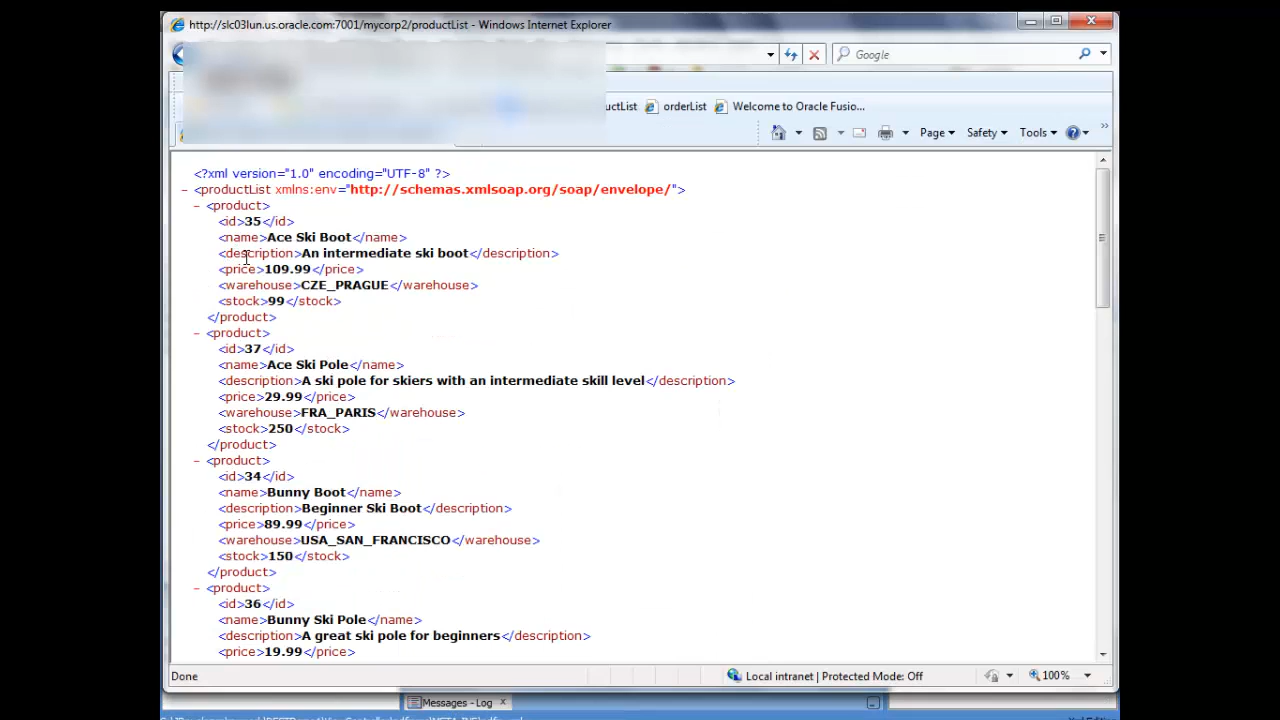 http://slc03lun.us.oracle.com:7001/mycorp2/productList - Windows Internet Explorer
Google
uctList orderList Welcome to Oracle Fusio...
Page Safety Tools
<?xml version="1.0" encoding="UTF-8" ?>
- <productList xmlns:env="http://schemas.xmlsoap.org/soap/envelope/">
- <product>
<id>35</id>
<name>Ace Ski Boot</name>
<description>An intermediate ski boot</description>
<price>109.99</price>
<warehouse>CZE_PRAGUE</warehouse>
<stock>99</stock>
</product>
- <product>
<id>37</id>
<name>Ace Ski Pole</name>
<description>A ski pole for skiers with an intermediate skill level</description>
<price>29.99</price>
<warehouse>FRA_PARIS</warehouse>
<stock>250</stock>
</product>
- <product>
<id>34</id>
<name>Bunny Boot</name>
<description>Beginner Ski Boot</description>
<price>89.99</price>
<warehouse>USA_SAN_FRANCISCO</warehouse>
<stock>150</stock>
</product>
- <product>
<id>36</id>
<name>Bunny Ski Pole</name>
<description>A great ski pole for beginners</description>
<price>19.99</price>
Done Local intranet | Protected Mode: Off 100%
Messages - Log